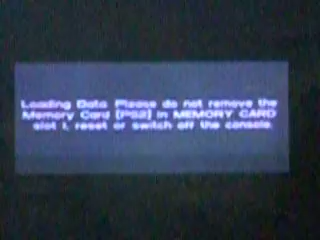 Loading Data. Please do not remove the
Memory Card (PS2) in MEMORY CARD
slot 1, reset or switch off the console.